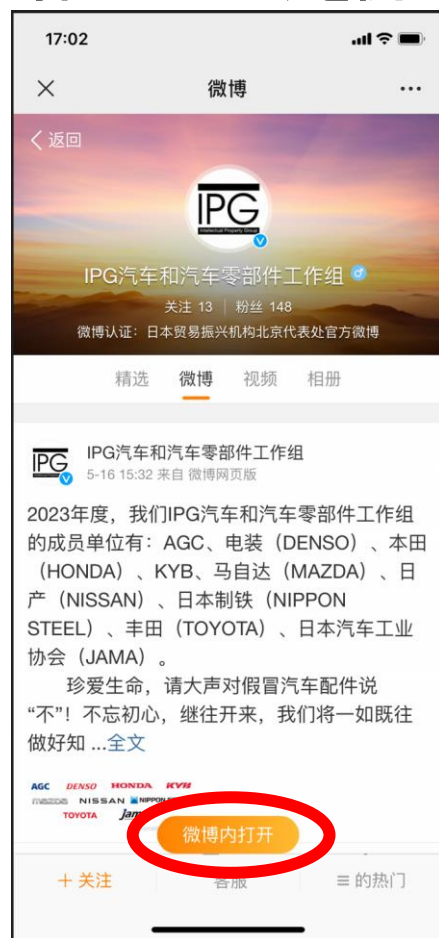 17:02
微博
返回
IPG
Intellectual Property Group
IPG汽车和汽车零部件工作组
关注 13 | 粉丝 148
微博认证：日本贸易振兴机构北京代表处官方微博
精选 微博 视频 相册
IPG
IPG汽车和汽车零部件工作组
5-16 15:32 来自 微博网页版
2023年度，我们IPG汽车和汽车零部件工作组
的成员单位有：AGC、电装（DENSO）、本田
（HONDA）、KYB、马自达（MAZDA）、日
产（NISSAN）、日本制铁（NIPPON
STEEL）、丰田（TOYOTA）、日本汽车工业
协会（JAMA）。
珍爱生命，请大声对假冒汽车配件说
“不”！不忘初心，继往开来，我们将一如既往
做好知 ...全文
AGC DENSO HONDA KYB
mazda NISSAN NIPPON
TOYOTA jama
微博内打开
+ 关注 客服 的热门